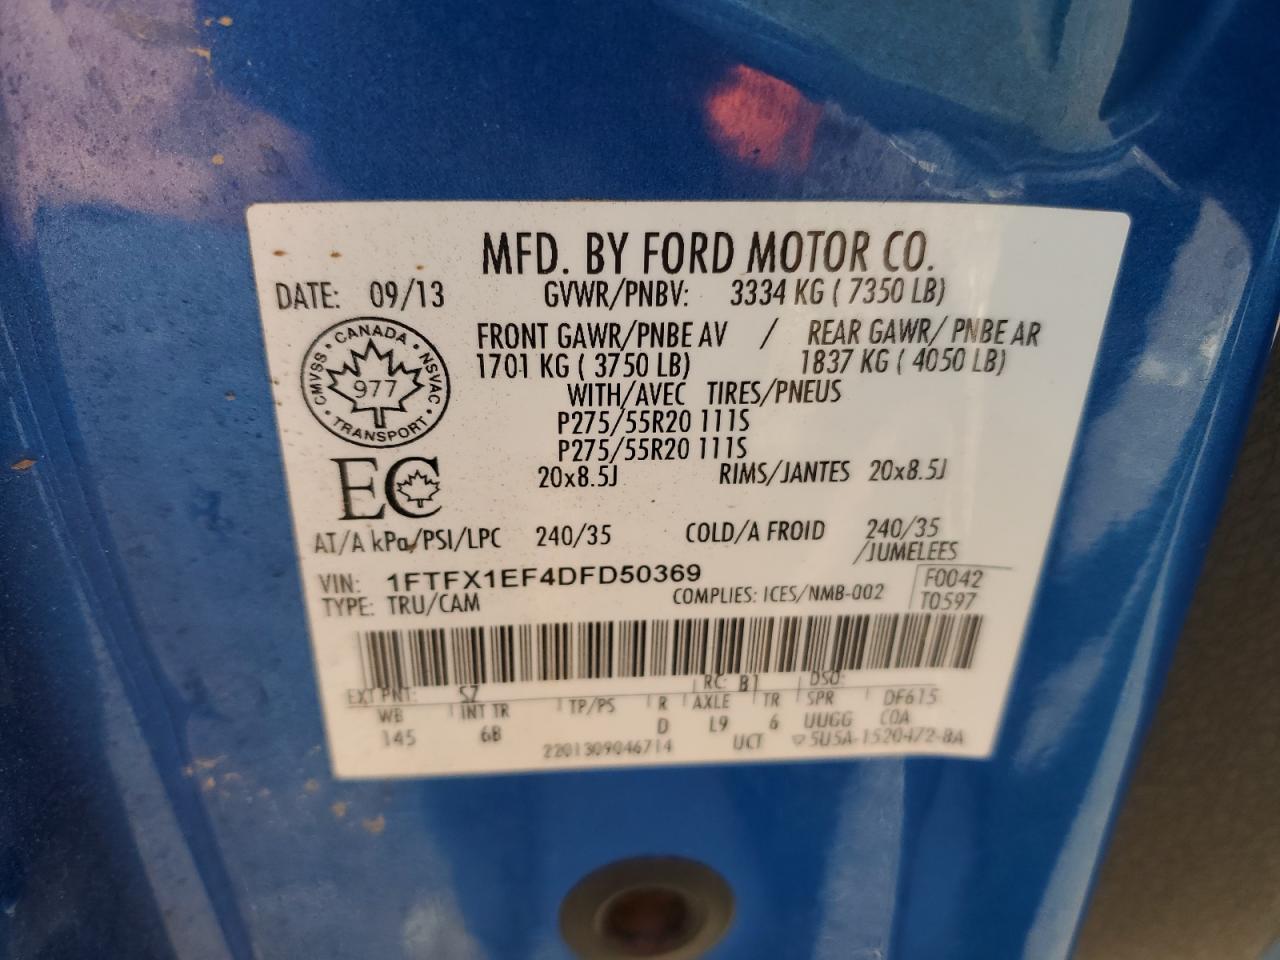 MFD. BY FORD MOTOR CO.
DATE: 09/13 GVWR/PNBV: 3334 KG ( 7350 LB)
FRONT GAWR/PNBE AV / REAR GAWR/ PNBE AR
1701 KG ( 3750 LB) 1837 KG ( 4050 LB)
WITH/AVEC TIRES/PNEUS
P275/55R20 111S
P275/55R20 111S
20x8.5J RIMS/JANTES 20x8.5J
CANADA • NSVAC • TRANSPORT • CMVSS •
977
EC
AT/A kPa/PSI/LPC 240/35 COLD/A FROID 240/35
/JUMELEES
VIN: 1FTFX1EF4DFD50369 F0042
TYPE: TRU/CAM COMPLIES: ICES/NMB-002 T0597
EXT PNT: SZ RC: B1 DSO:
WB INT TR TP/PS R AXLE TR SPR DF615
145 6B D L9 6 UUGG COA
2201309046714 UCT 5U5A-1520472-BA